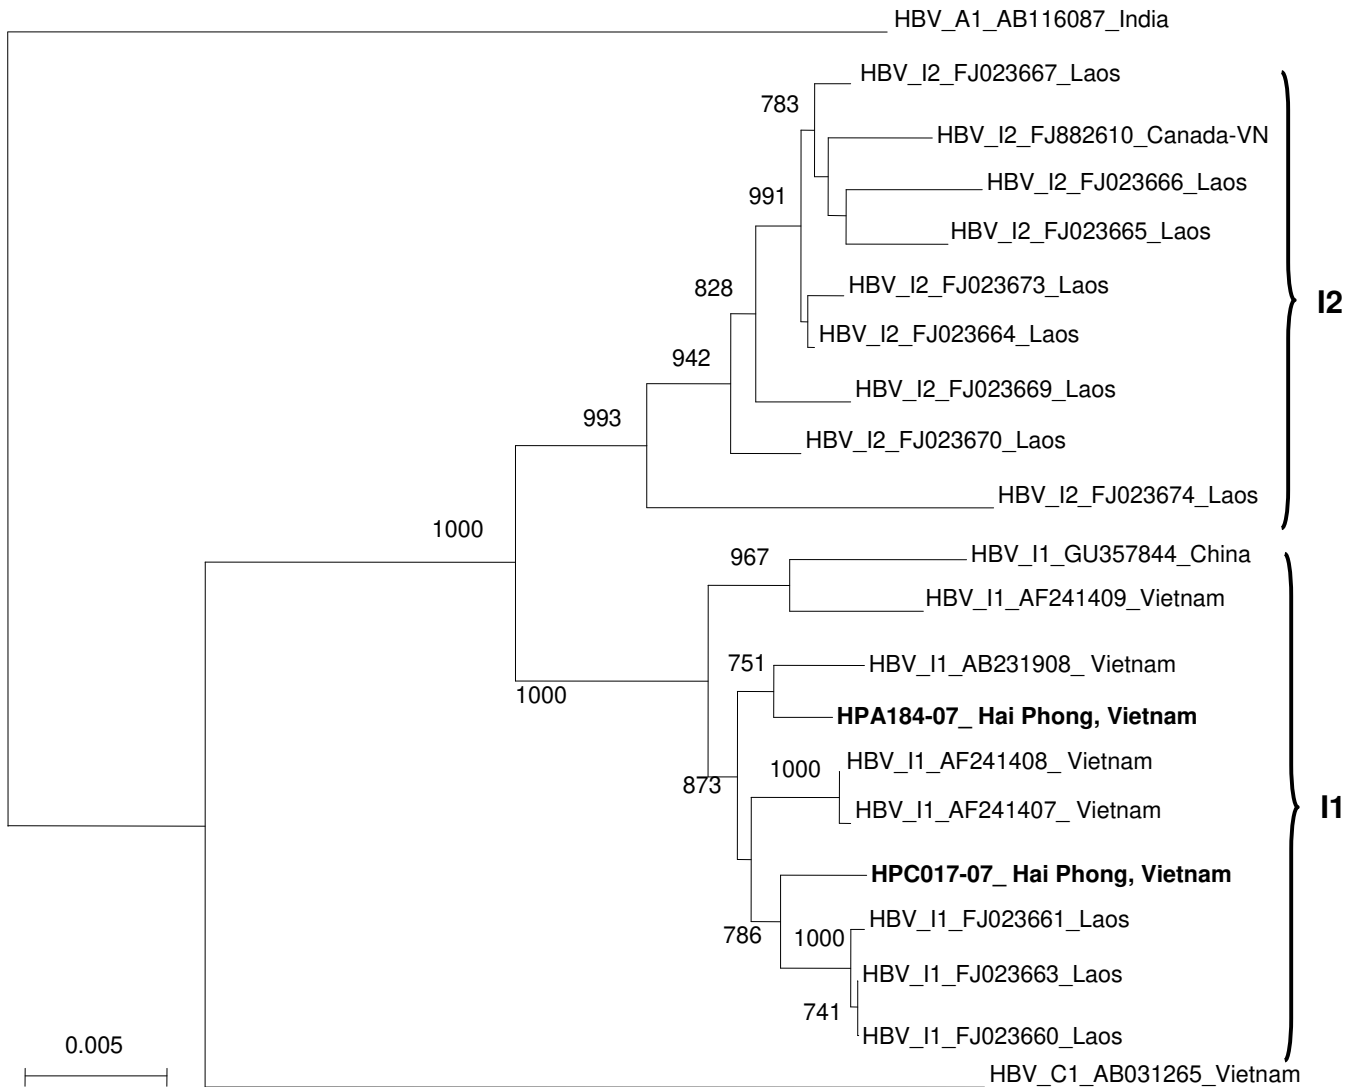 HBV_A1_AB116087_India
HBV_I2_FJ023667_Laos
783
HBV_I2_FJ882610_Canada-VN
HBV_I2_FJ023666_Laos
991
HBV_I2_FJ023665_Laos
HBV_I2_FJ023673_Laos
828
I2
HBV_I2_FJ023664_Laos
942
HBV_I2_FJ023669_Laos
993
HBV_I2_FJ023670_Laos
HBV_I2_FJ023674_Laos
1000
967
HBV_I1_GU357844_China
HBV_I1_AF241409_Vietnam
751
HBV_I1_AB231908_ Vietnam
1000
HPA184-07_ Hai Phong, Vietnam
HBV_I1_AF241408_ Vietnam
1000
873
HBV_I1_AF241407_ Vietnam
I1
HPC017-07_ Hai Phong, Vietnam
HBV_I1_FJ023661_Laos
786
1000
HBV_I1_FJ023663_Laos
741
HBV_I1_FJ023660_Laos
0.005
HBV_C1_AB031265_Vietnam